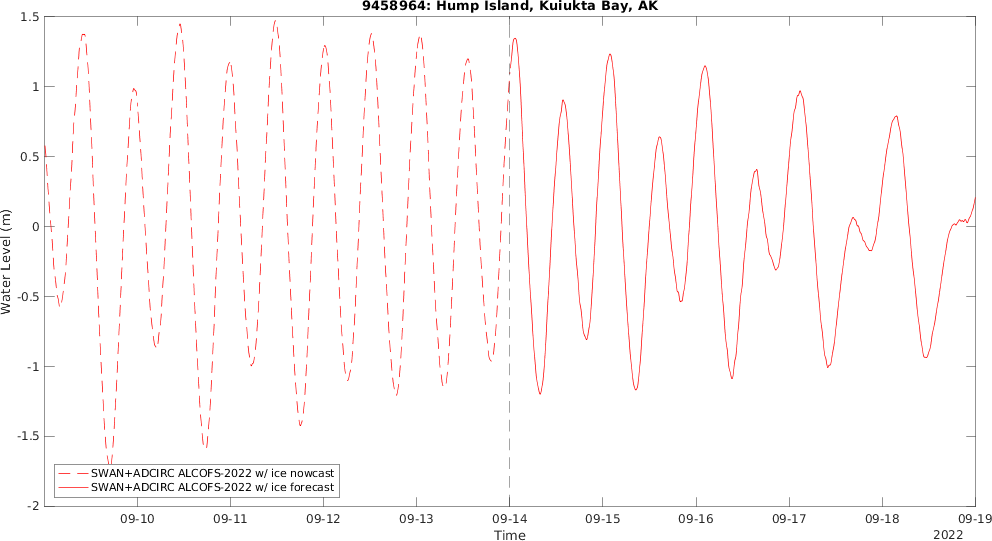 9458964: Hump Island, Kuiukta Bay, AK
1.5
1
0.5
0
-0.5
-1
-1.5
-2
Water Level (m)
SWAN+ADCIRC ALCOFS-2022 w/ ice nowcast
SWAN+ADCIRC ALCOFS-2022 w/ ice forecast
09-10 09-11 09-12 09-13 09-14 09-15 09-16 09-17 09-18 09-19
Time
2022